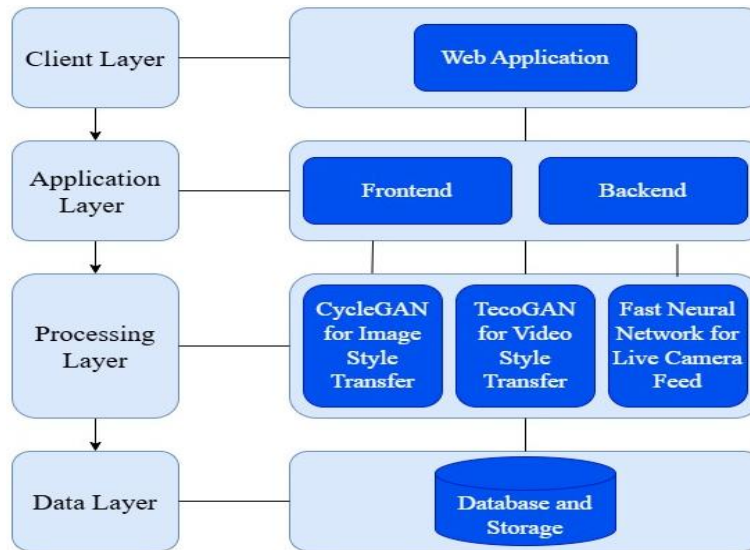 Client Layer
Web Application
Application
Layer
Frontend
Backend
Processing
Layer
CycleGAN
for Image
Style
Transfer
TecoGAN
for Video
Style
Transfer
Fast Neural
Network for
Live Camera
Feed
Data Layer
Database and
Storage